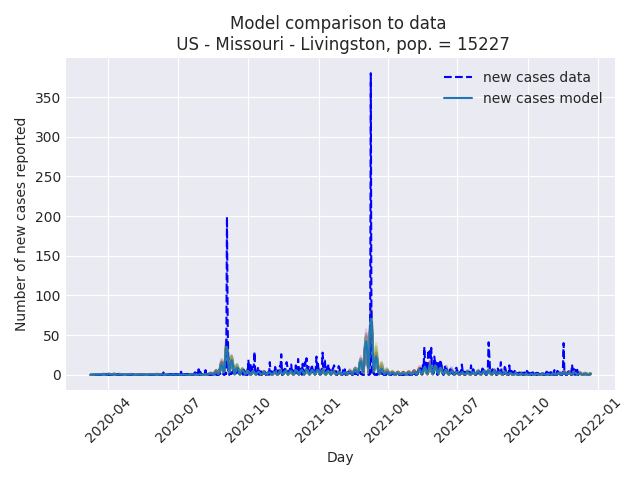 Model comparison to data
US - Missouri - Livingston, pop. = 15227
new cases data
new cases model
Number of new cases reported
350
300
250
200
150
100
50
0
2020-04
2020-07
2020-10
2021-01
2021-04
2021-07
2021-10
2022-01
Day